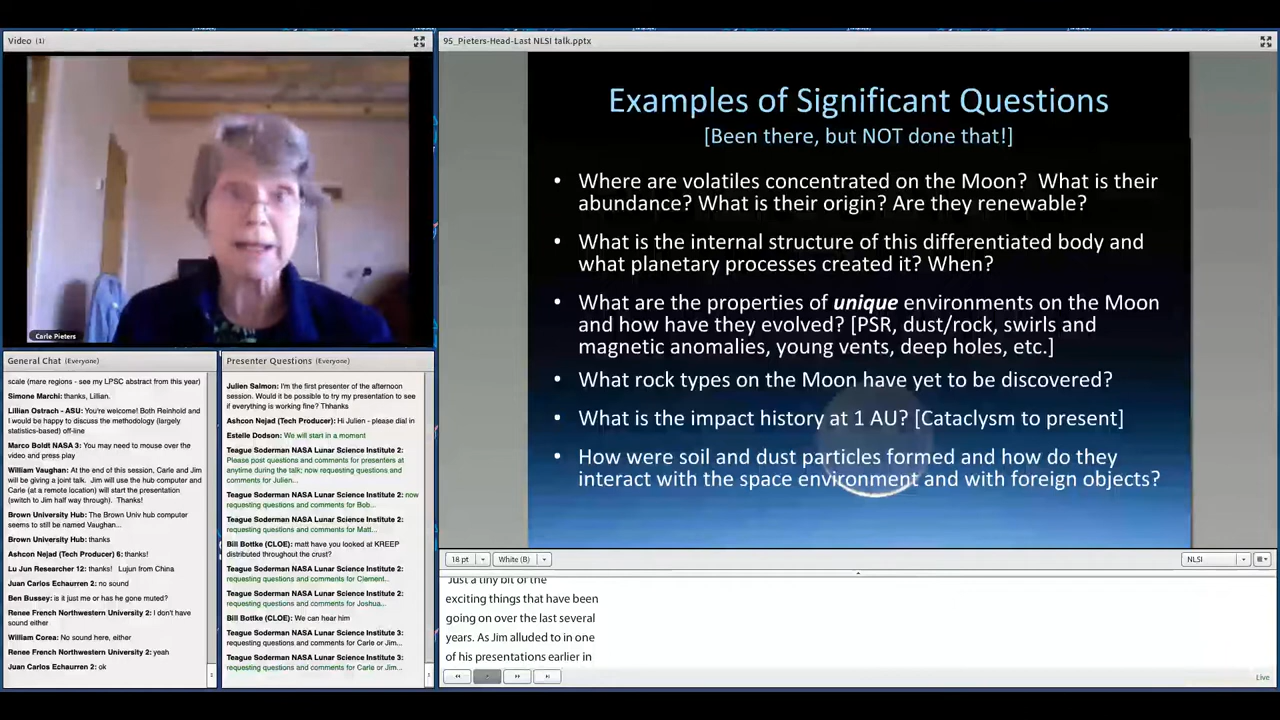 Video (1)
Carle Pieters
General Chat (Everyone)
scale (mare regions - see my LPSC abstract from this year)
Simone Marchi: thanks, Lillian.
Lillian Ostrach - ASU: You're welcome! Both Reinhold and
I would be happy to discuss the methodology (largely
statistics-based) off-line
Marco Boldt NASA 3: You may need to mouse over the
video and press play
William Vaughan: At the end of this session, Carle and Jim
will be giving a joint talk. Jim will use the hub computer and
Carle (at a remote location) will start the presentation
(switch to Jim half way through). Thanks!
Brown University Hub: The Brown Univ hub computer
seems to still be named Vaughan...
Brown University Hub: thanks
Ashcon Nejad (Tech Producer) 6: thanks!
Lu Jun Researcher 12: thanks! Lujun from China
Juan Carlos Echaurren 2: no sound
Ben Bussey: is it just me or has he gone muted?
Renee French Northwestern University 2: I don't have
sound either
William Corea: No sound here, either
Renee French Northwestern University 2: yeah
Juan Carlos Echaurren 2: ok
Presenter Questions (Everyone)
Julien Salmon: I'm the first presenter of the afternoon
session. Would it be possible to try my presentation to see
if everything is working fine? Thhanks
Ashcon Nejad (Tech Producer): Hi Julien - please dial in
Estelle Dodson: We will start in a moment
Teague Soderman NASA Lunar Science Institute 2:
Please post questions and comments for presenters at
anytime during the talk; now requesting questions and
comments for Julien...
Teague Soderman NASA Lunar Science Institute 2: now
requesting questions and comments for Bob...
Teague Soderman NASA Lunar Science Institute 2:
requesting questions and comments for Matt...
Bill Bottke (CLOE): matt have you looked at KREEP
distributed throughout the crust?
Teague Soderman NASA Lunar Science Institute 2:
requesting questions and comments for Clement...
Teague Soderman NASA Lunar Science Institute 2:
requesting questions and comments for Joshua...
Bill Bottke (CLOE): We can hear him
Teague Soderman NASA Lunar Science Institute 3:
requesting questions and comments for Carle or Jim...
Teague Soderman NASA Lunar Science Institute 3:
requesting questions and comments for Carle or Jim...
95_Pieters-Head-Last NLSI talk.pptx
Examples of Significant Questions
[Been there, but NOT done that!]
• Where are volatiles concentrated on the Moon? What is their
abundance? What is their origin? Are they renewable?
• What is the internal structure of this differentiated body and
what planetary processes created it? When?
• What are the properties of unique environments on the Moon
and how have they evolved? [PSR, dust/rock, swirls and
magnetic anomalies, young vents, deep holes, etc.]
• What rock types on the Moon have yet to be discovered?
• What is the impact history at 1 AU? [Cataclysm to present]
• How were soil and dust particles formed and how do they
interact with the space environment and with foreign objects?
18 pt
White (B)
NLSI
Just a tiny bit of the
exciting things that have been
going on over the last several
years. As Jim alluded to in one
of his presentations earlier in
Live